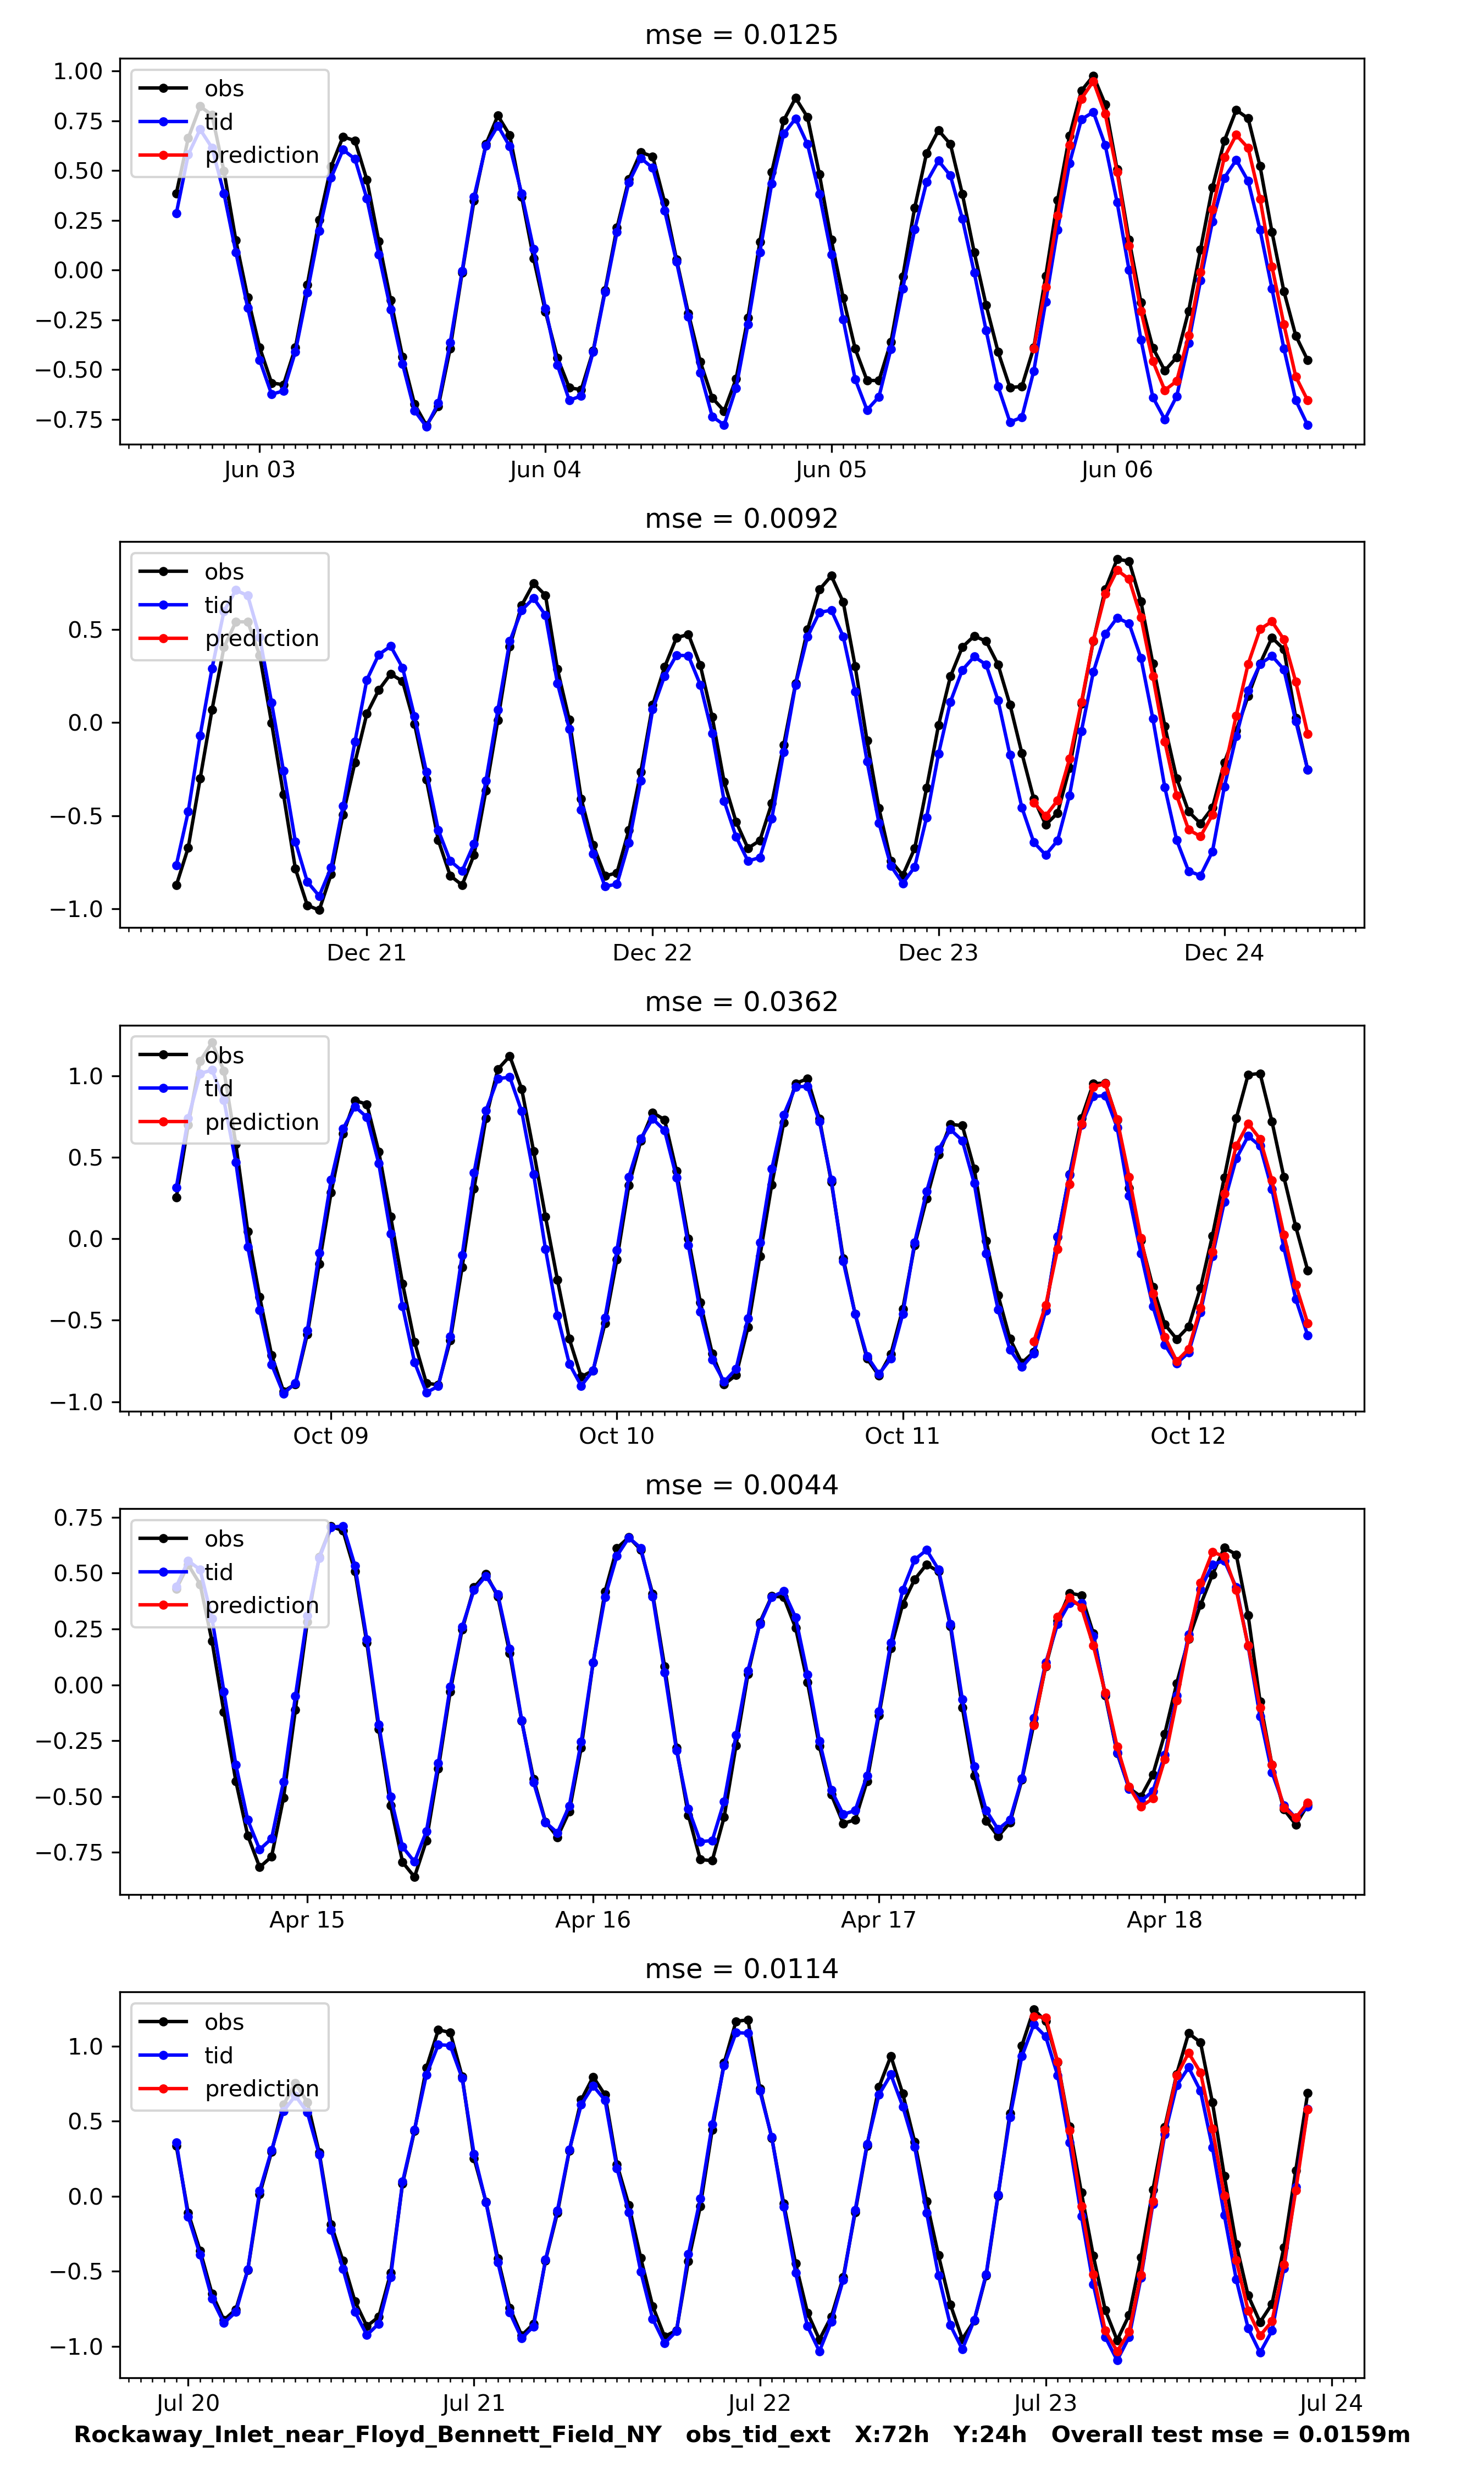 mse = 0.0125
1.00
0.75
0.50
0.25
0.00
−0.25
−0.50
−0.75
obs
tid
prediction
Jun 03 Jun 04 Jun 05 Jun 06
mse = 0.0092
0.5
0.0
−0.5
−1.0
obs
tid
prediction
Dec 21 Dec 22 Dec 23 Dec 24
mse = 0.0362
1.0
0.5
0.0
−0.5
−1.0
obs
tid
prediction
Oct 09 Oct 10 Oct 11 Oct 12
mse = 0.0044
0.75
0.50
0.25
0.00
−0.25
−0.50
−0.75
obs
tid
prediction
Apr 15 Apr 16 Apr 17 Apr 18
mse = 0.0114
1.0
0.5
0.0
−0.5
−1.0
obs
tid
prediction
Jul 20 Jul 21 Jul 22 Jul 23 Jul 24
Rockaway_Inlet_near_Floyd_Bennett_Field_NY obs_tid_ext X:72h Y:24h Overall test mse = 0.0159m